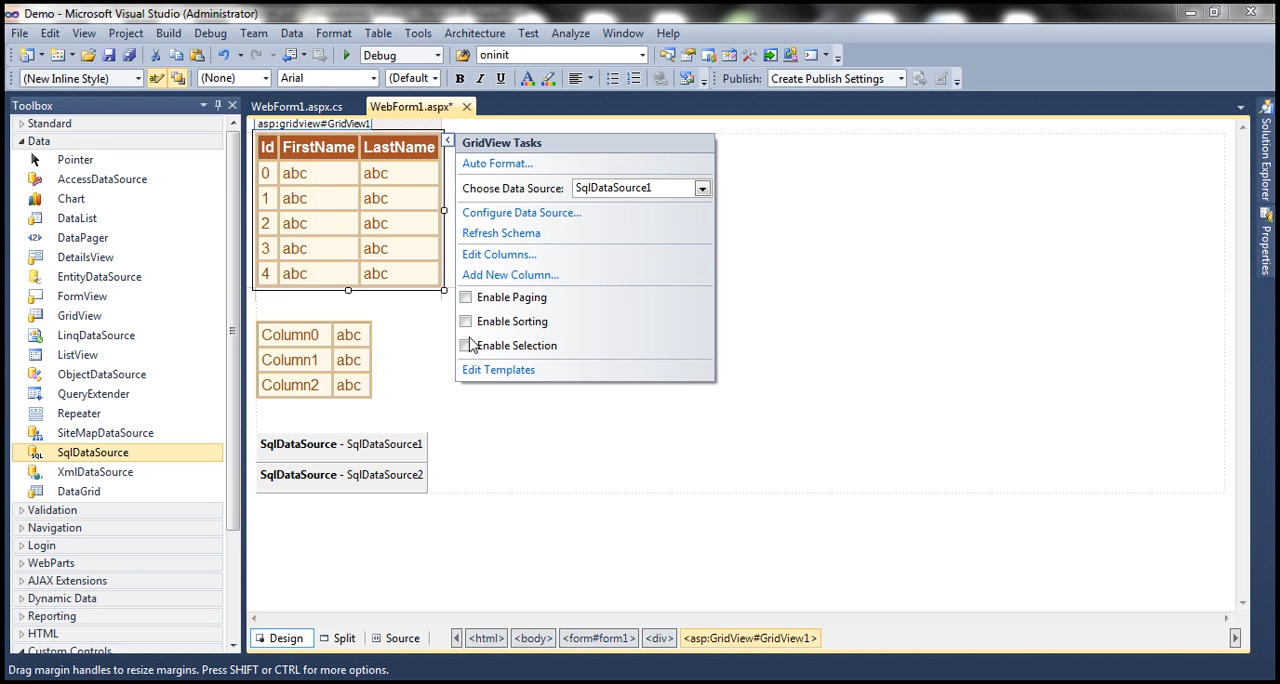 Demo - Microsoft Visual Studio (Administrator)
File Edit View Project Build Debug Team Data Format Table Tools Architecture Test Analyze Window Help
Debug oninit
(New Inline Style) (None) Arial (Default B I U A Publish: Create Publish Settings
Toolbox
Standard
Data
Pointer
AccessDataSource
Chart
DataList
DataPager
DetailsView
EntityDataSource
FormView
GridView
LinqDataSource
ListView
ObjectDataSource
QueryExtender
Repeater
SiteMapDataSource
SqlDataSource
XmlDataSource
DataGrid
Validation
Navigation
Login
WebParts
AJAX Extensions
Dynamic Data
Reporting
HTML
Custom Controls
WebForm1.aspx.cs WebForm1.aspx*
asp:gridview#GridView1
Id FirstName LastName
0 abc abc
1 abc abc
2 abc abc
3 abc abc
4 abc abc
GridView Tasks
Auto Format...
Choose Data Source: SqlDataSource1
Configure Data Source...
Refresh Schema
Edit Columns...
Add New Column...
Enable Paging
Enable Sorting
Enable Selection
Edit Templates
Column0 abc
Column1 abc
Column2 abc
SqlDataSource - SqlDataSource1
SqlDataSource - SqlDataSource2
Solution Explorer
Properties
Design Split Source <html> <body> <form#form1> <div> <asp:GridView#GridView1>
Drag margin handles to resize margins. Press SHIFT or CTRL for more options.